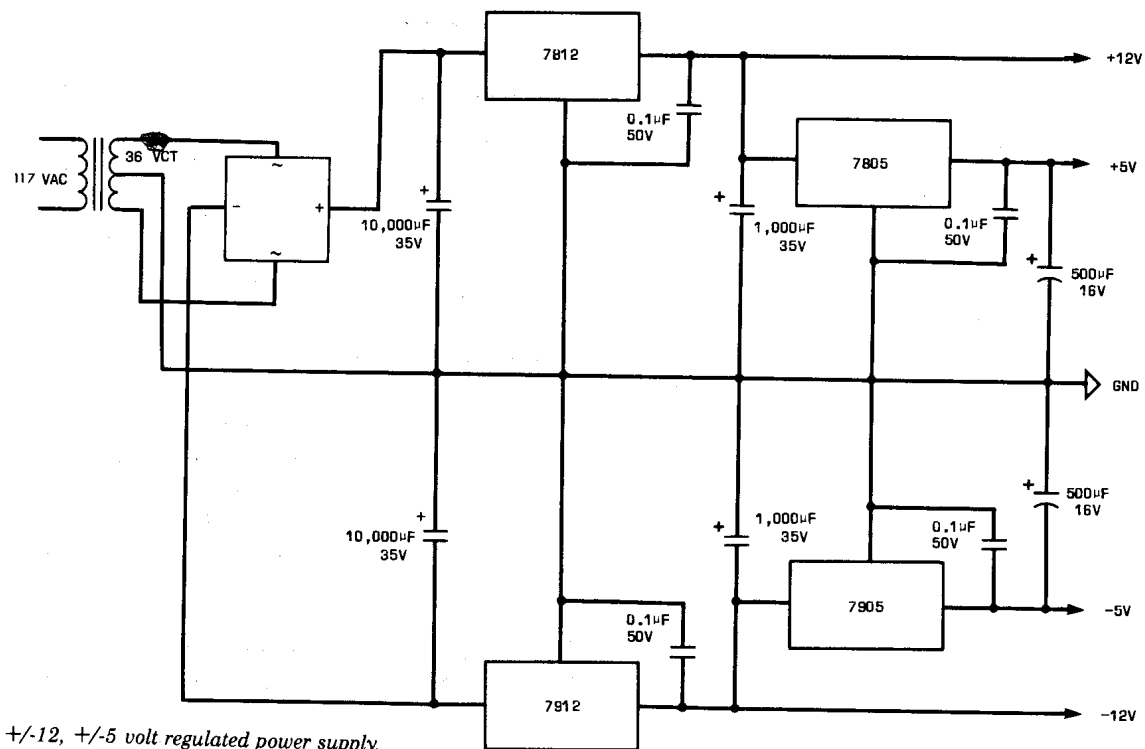 7812
+12V
0.1µF
50V
36 VCT
117 VAC
~
-
+
~
+
10,000µF
35V
7805
+5V
+
1,000µF
35V
0.1µF
50V
+
500µF
16V
GND
+
10,000µF
35V
+
1,000µF
35V
+
500µF
16V
0.1µF
50V
7905
-5V
0.1µF
50V
7912
-12V
+/-12, +/-5 volt regulated power supply.